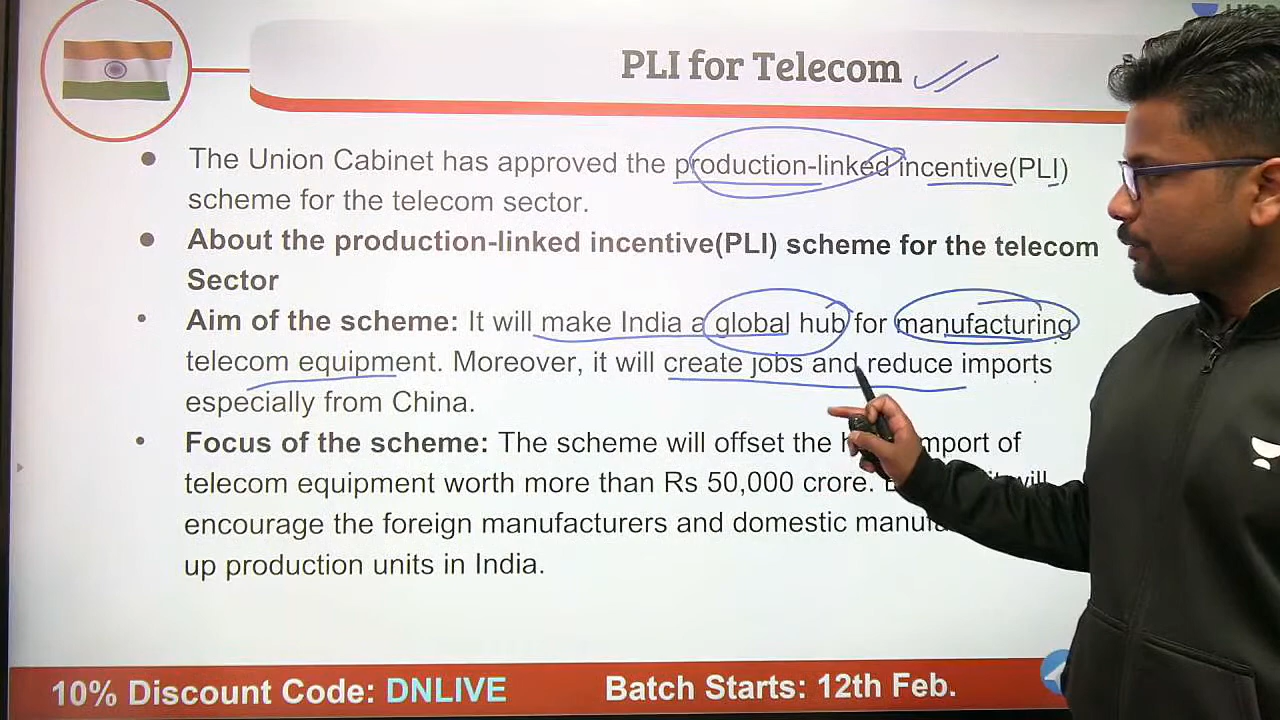 PLI for Telecom
The Union Cabinet has approved the production-linked incentive(PLI)
scheme for the telecom sector.
About the production-linked incentive(PLI) scheme for the telecom
Sector
Aim of the scheme: It will make India a global hub for manufacturing
telecom equipment. Moreover, it will create jobs and reduce imports
especially from China.
Focus of the scheme: The scheme will offset the import of
telecom equipment worth more than Rs 50,000 crore. will
encourage the foreign manufacturers and domestic
up production units in India.
10% Discount Code: DNLIVE
Batch Starts: 12th Feb.